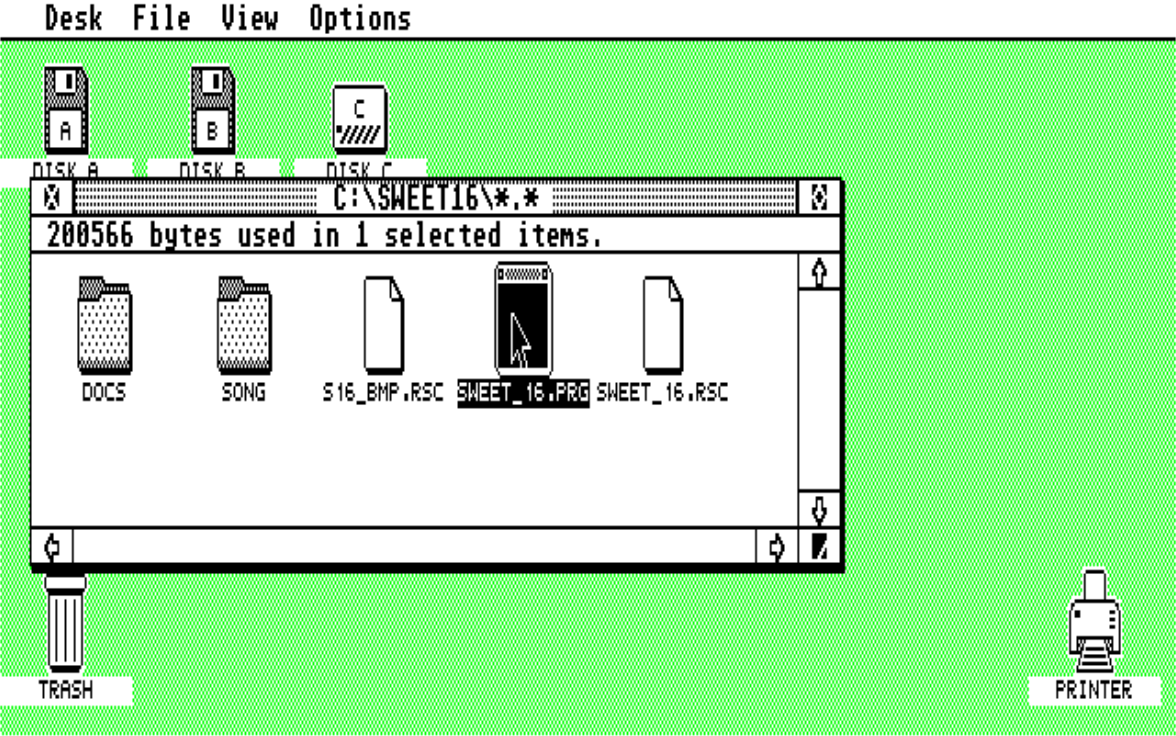 Desk File View Options
A
B
C
DISK A DISK B DISK C
C:\SWEET16\*.*
200566 bytes used in 1 selected items.
DOCS SONG S16_BMP.RSC SWEET_16.PRG SWEET_16.RSC
TRASH
PRINTER